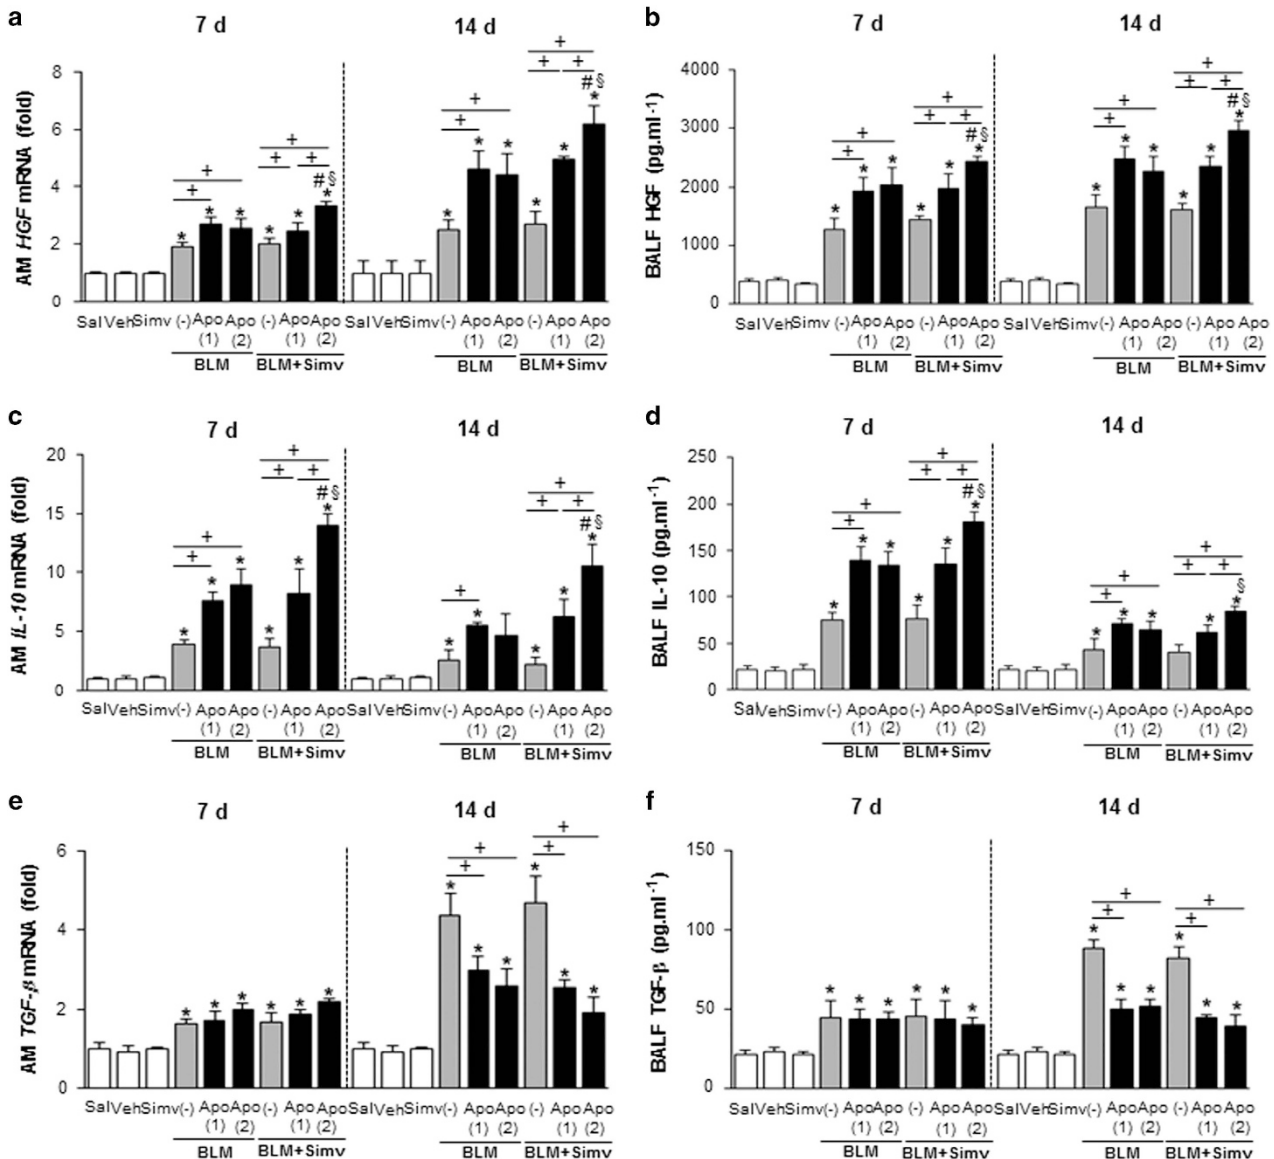 a
7 d
14 d
AM HGF mRNA (fold)
8
6
4
2
0
+ + + + + + + + + +
* * * * * * #§ * * * * * * #§
Sal Veh Simv (-) Apo (1) Apo (2) (-) Apo (1) Apo (2) Sal Veh Simv (-) Apo (1) Apo (2) (-) Apo (1) Apo (2)
BLM BLM+Simv BLM BLM+Simv
b
7 d
14 d
BALF HGF (pg.ml-1)
4000
3000
2000
1000
0
+ + + + + + + + + +
* * * * * * #§ * * * * * * #§
Sal Veh Simv (-) Apo (1) Apo (2) (-) Apo (1) Apo (2) Sal Veh Simv (-) Apo (1) Apo (2) (-) Apo (1) Apo (2)
BLM BLM+Simv BLM BLM+Simv
c
7 d
14 d
AM IL-10 mRNA (fold)
20
15
10
5
0
+ + + + + + + + +
* * * * * * #§ * * * * * #§
Sal Veh Simv (-) Apo (1) Apo (2) (-) Apo (1) Apo (2) Sal Veh Simv (-) Apo (1) Apo (2) (-) Apo (1) Apo (2)
BLM BLM+Simv BLM BLM+Simv
d
7 d
14 d
BALF IL-10 (pg.ml-1)
250
200
150
100
50
0
+ + + + + + + + + +
* * * * * * #§ * * * * * §
Sal Veh Simv (-) Apo (1) Apo (2) (-) Apo (1) Apo (2) Sal Veh Simv (-) Apo (1) Apo (2) (-) Apo (1) Apo (2)
BLM BLM+Simv BLM BLM+Simv
e
7 d
14 d
AM TGF-β mRNA (fold)
6
4
2
0
+ + + +
* * * * * * * * * * * *
Sal Veh Simv (-) Apo (1) Apo (2) (-) Apo (1) Apo (2) Sal Veh Simv (-) Apo (1) Apo (2) (-) Apo (1) Apo (2)
BLM BLM+Simv BLM BLM+Simv
f
7 d
14 d
BALF TGF-β (pg.ml-1)
150
100
50
0
+ + + +
* * * * * * * * * * * *
Sal Veh Simv (-) Apo (1) Apo (2) (-) Apo (1) Apo (2) Sal Veh Simv (-) Apo (1) Apo (2) (-) Apo (1) Apo (2)
BLM BLM+Simv BLM BLM+Simv